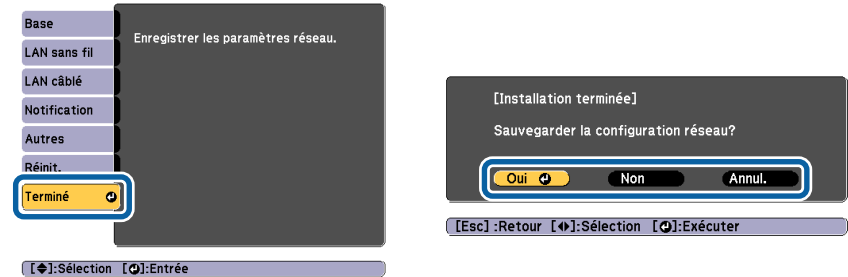 Base
LAN sans fil
LAN câblé
Notification
Autres
Réinit.
Terminé
Enregistrer les paramètres réseau.
[ ]:Sélection [ ]:Entrée
[Installation terminée]
Sauvegarder la configuration réseau?
Oui Non Annul.
[Esc] :Retour [ ]:Sélection [ ]:Exécuter